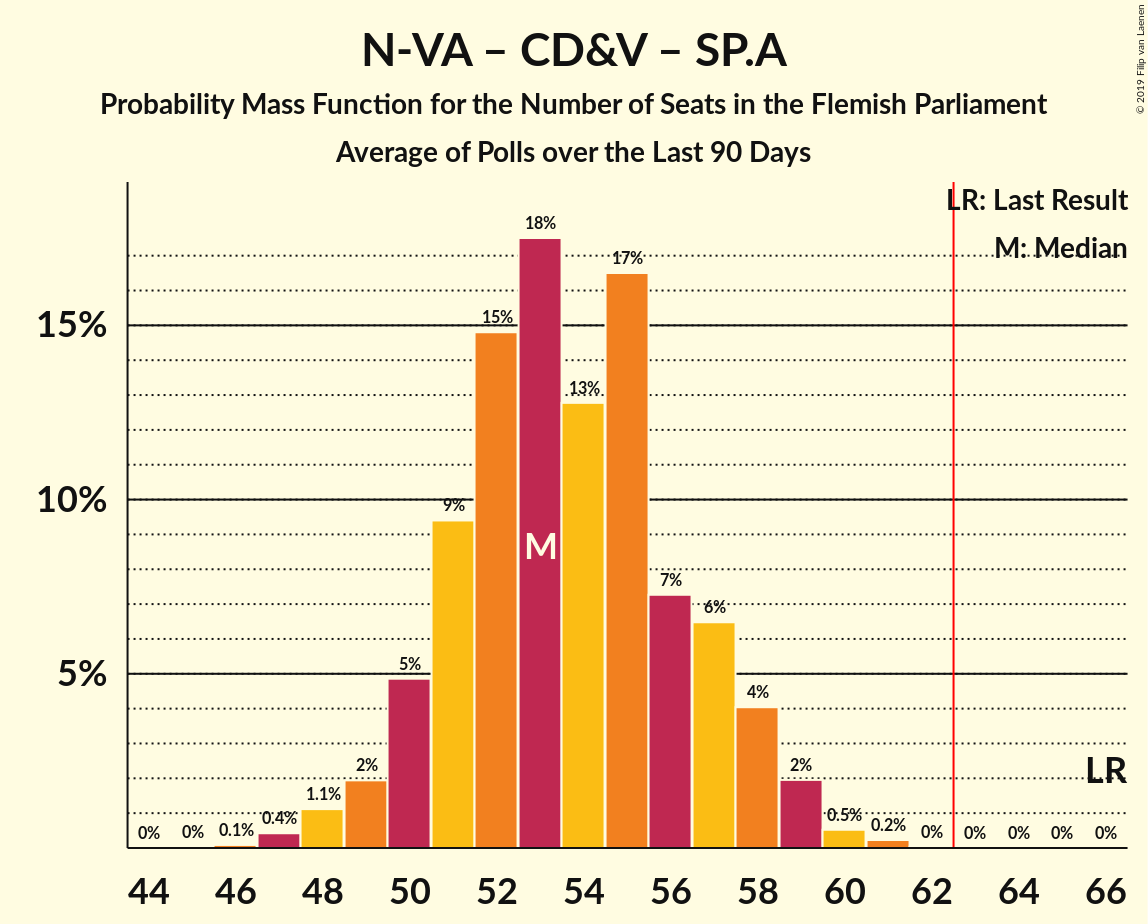 N-VA – CD&V – SP.A
Probability Mass Function for the Number of Seats in the Flemish Parliament
Average of Polls over the Last 90 Days
© 2019 Filip van Laenen
LR: Last Result
M: Median
15%
10%
5%
0% 0% 0.1% 0.4% 1.1% 2% 5% 9% 15% 18% 13% 17% 7% 6% 4% 2% 0.5% 0.2% 0% 0% 0% 0% 0%
M
LR
44 46 48 50 52 54 56 58 60 62 64 66